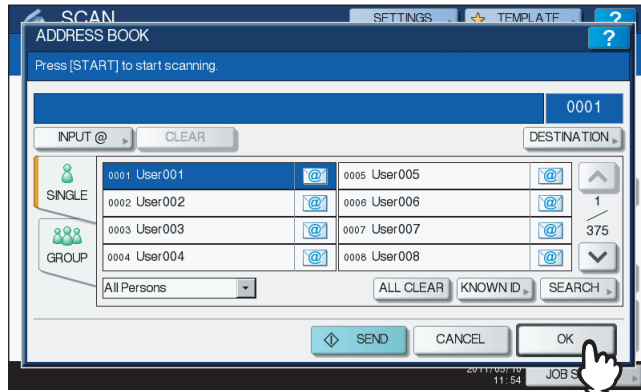 SCAN SETTINGS TEMPLATE ?
ADDRESS BOOK ?
Press [START] to start scanning.
0001
INPUT @ CLEAR DESTINATION
SINGLE
GROUP
0001 User001 @ 0005 User005 @
0002 User002 @ 0006 User006 @
0003 User003 @ 0007 User007 @
0004 User004 @ 0008 User008 @
1
375
All Persons ALL CLEAR KNOWN ID SEARCH
SEND CANCEL OK
11:54 JOB S